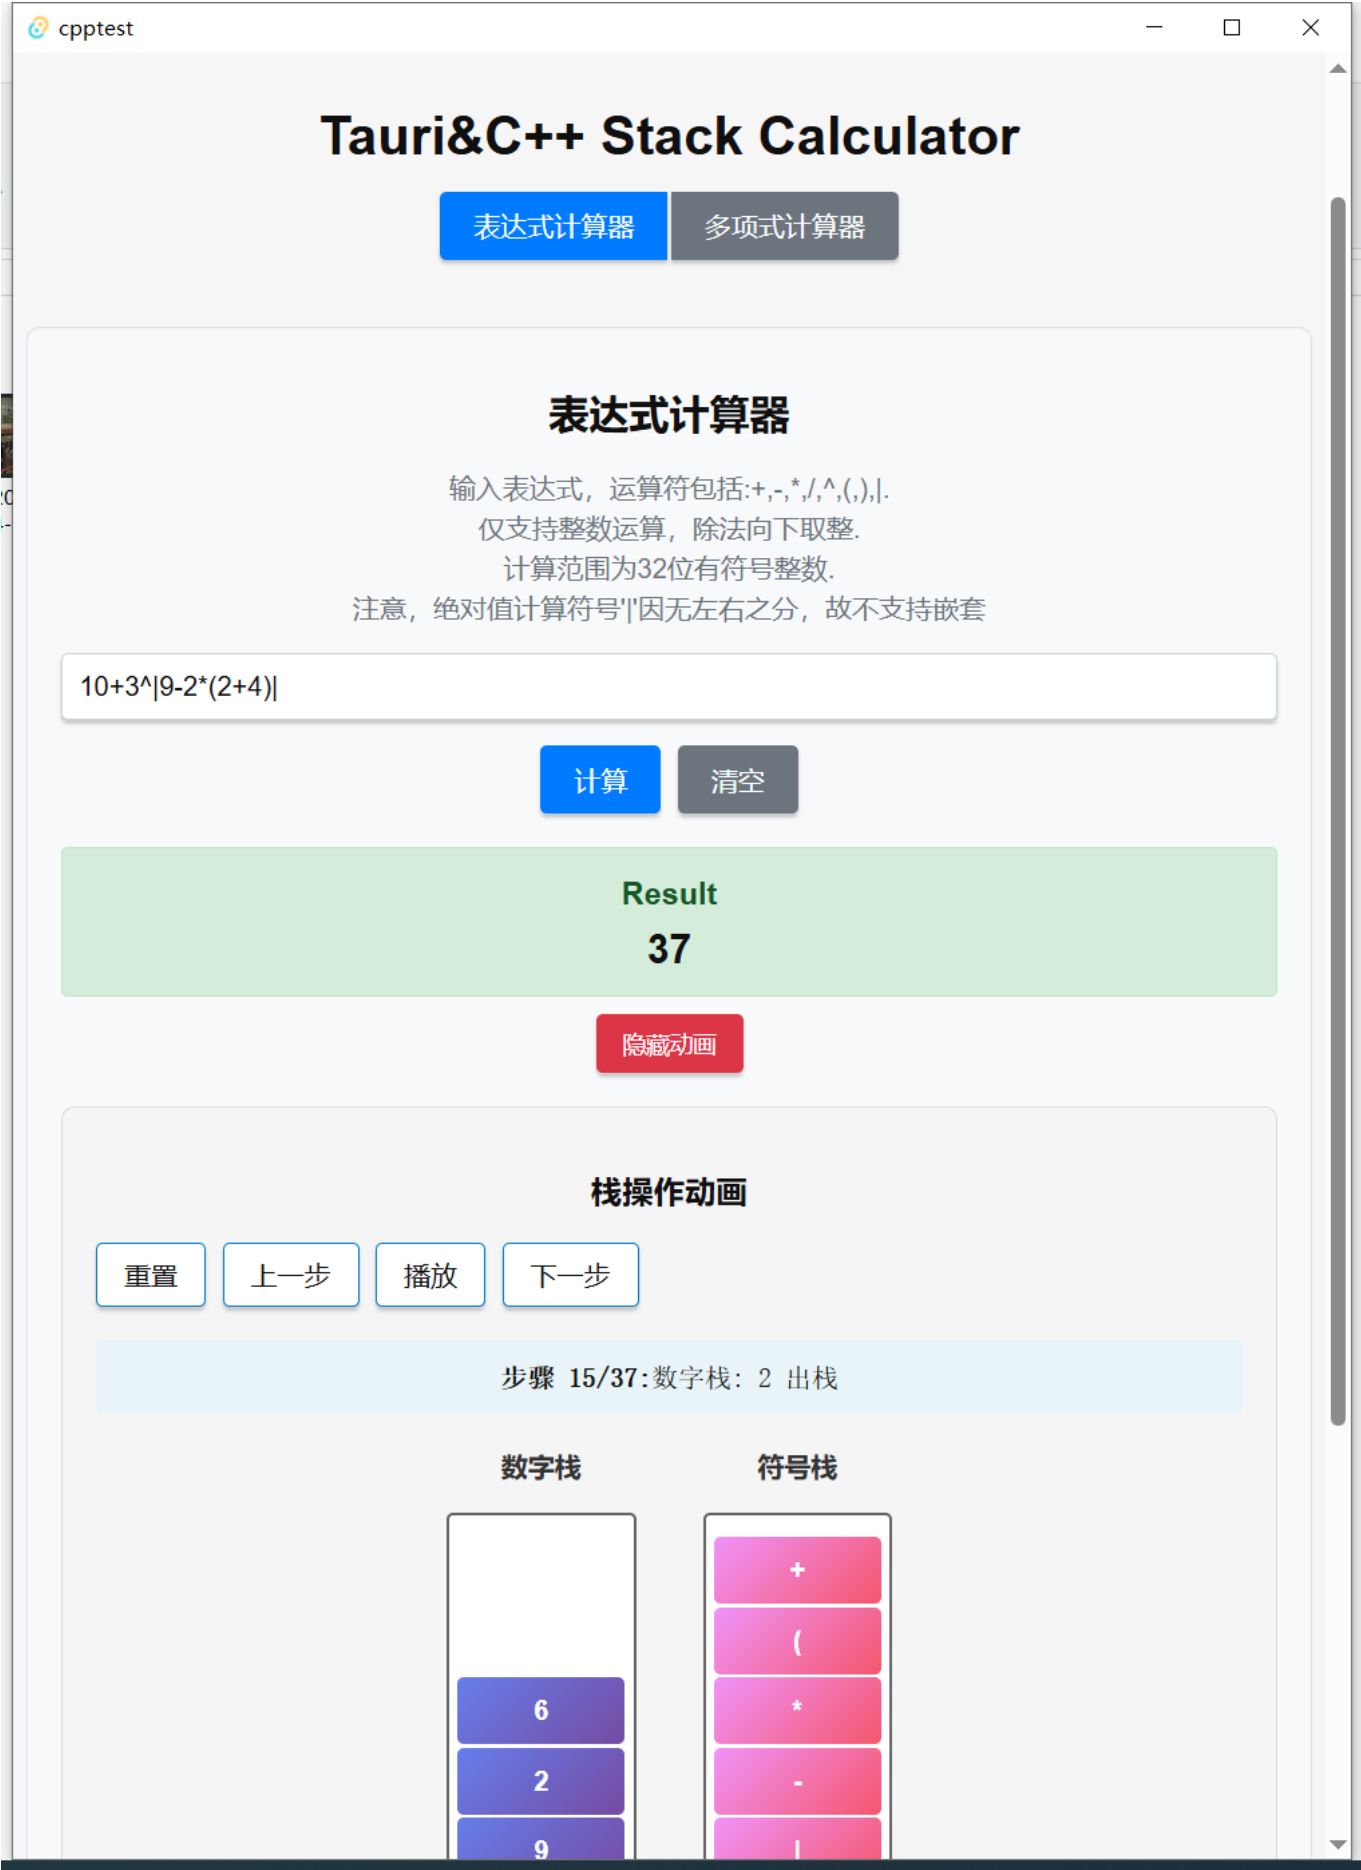 cpptest
Tauri&C++ Stack Calculator
表达式计算器 多项式计算器
表达式计算器
输入表达式，运算符包括:+,-,*,/,^,(,),|.
仅支持整数运算，除法向下取整.
计算范围为32位有符号整数.
注意，绝对值计算符号'|'因无左右之分，故不支持嵌套
10+3^|9-2*(2+4)|
计算 清空
Result
37
隐藏动画
栈操作动画
重置 上一步 播放 下一步
步骤 15/37:数字栈: 2 出栈
数字栈 符号栈
+
(
6 *
2 -
9 |